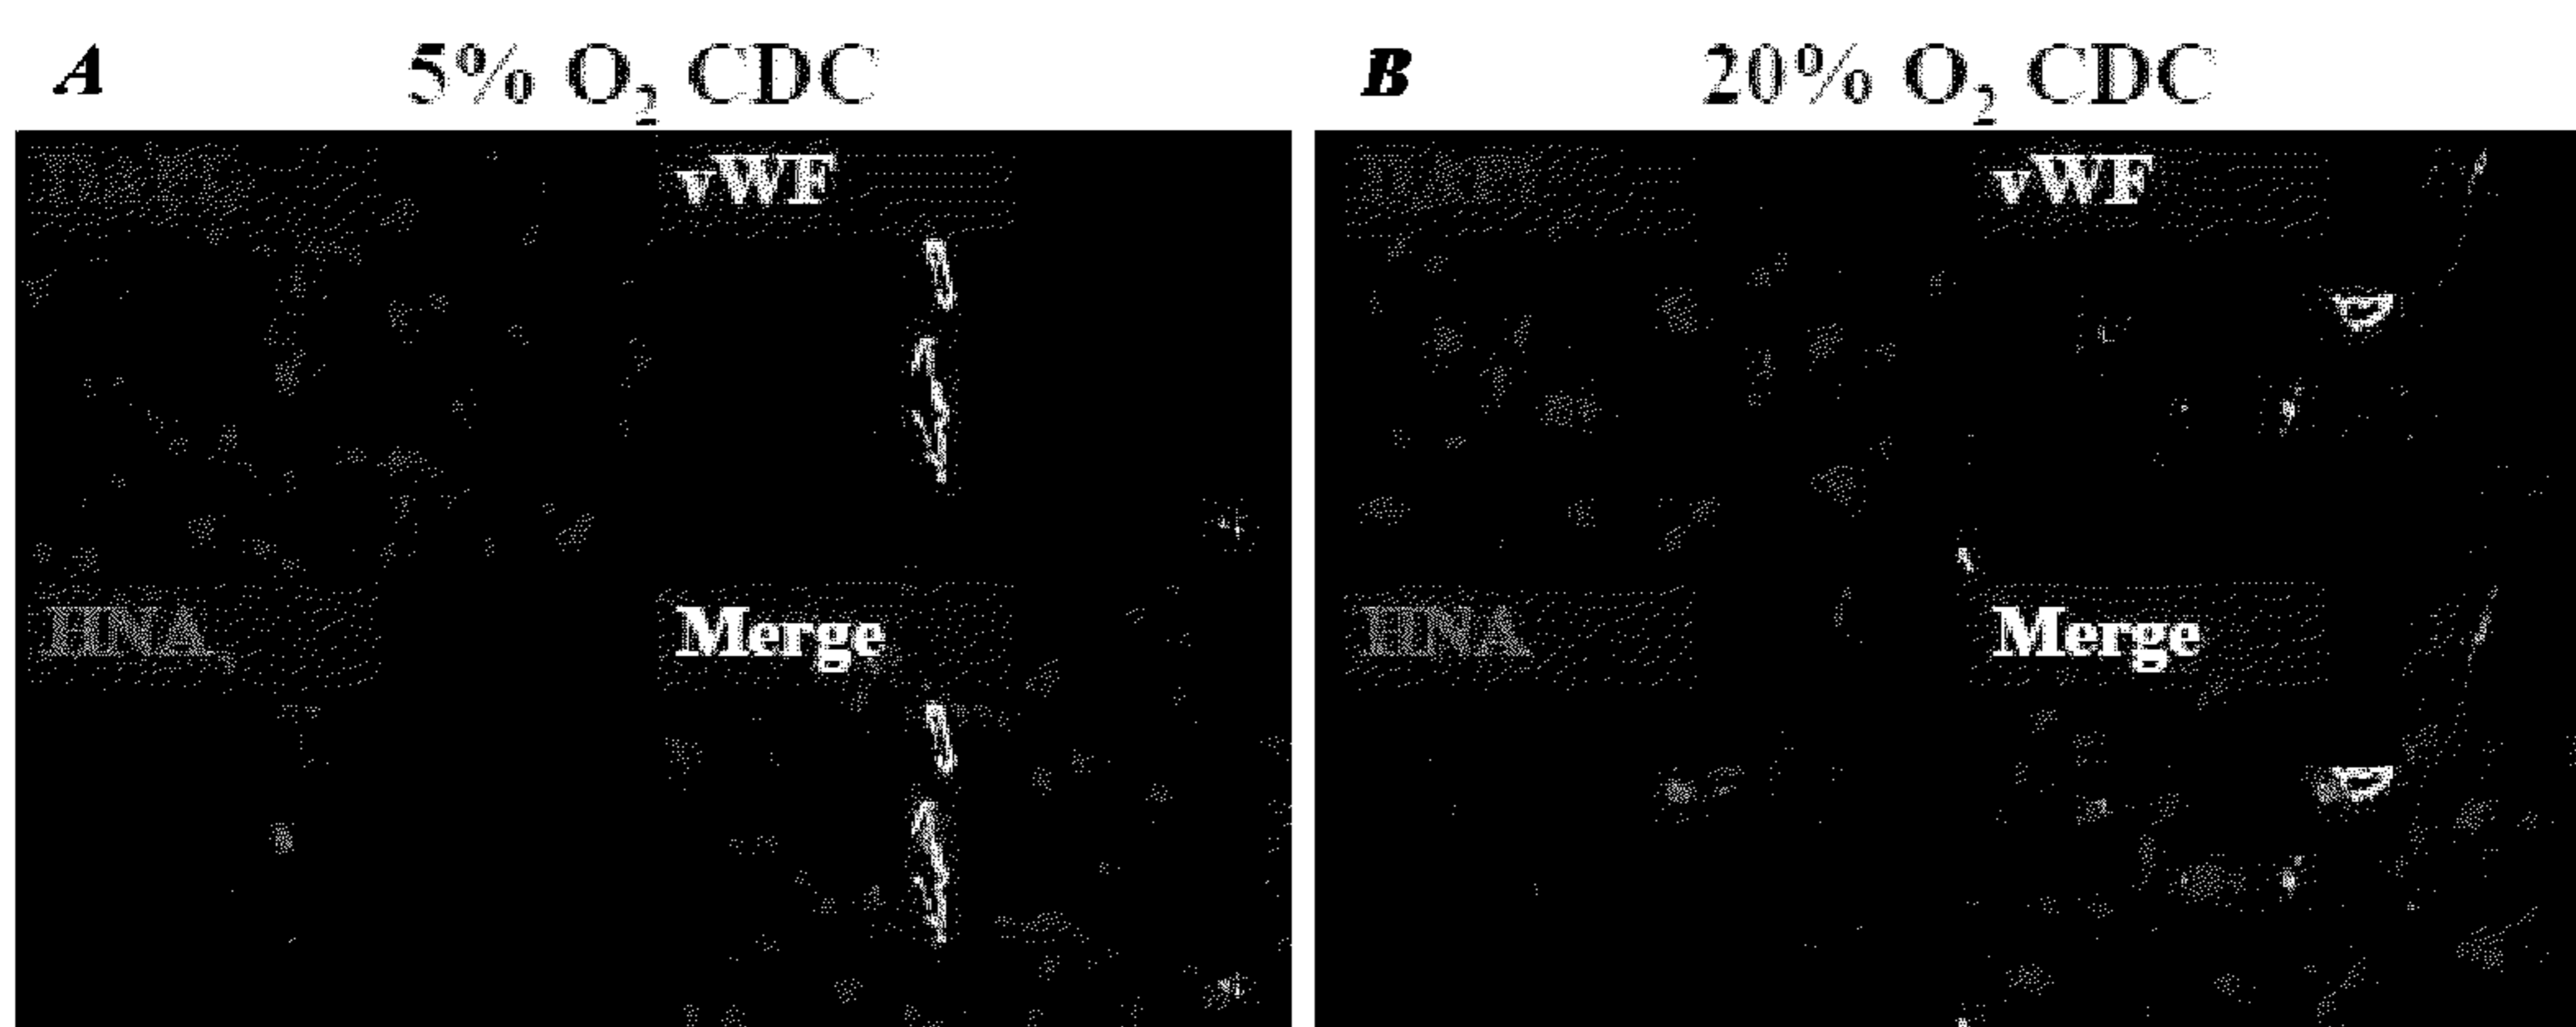 A 5% O₂ CDC
B 20% O₂ CDC
DAPI
vWF
HNA
Merge
DAPI
vWF
HNA
Merge